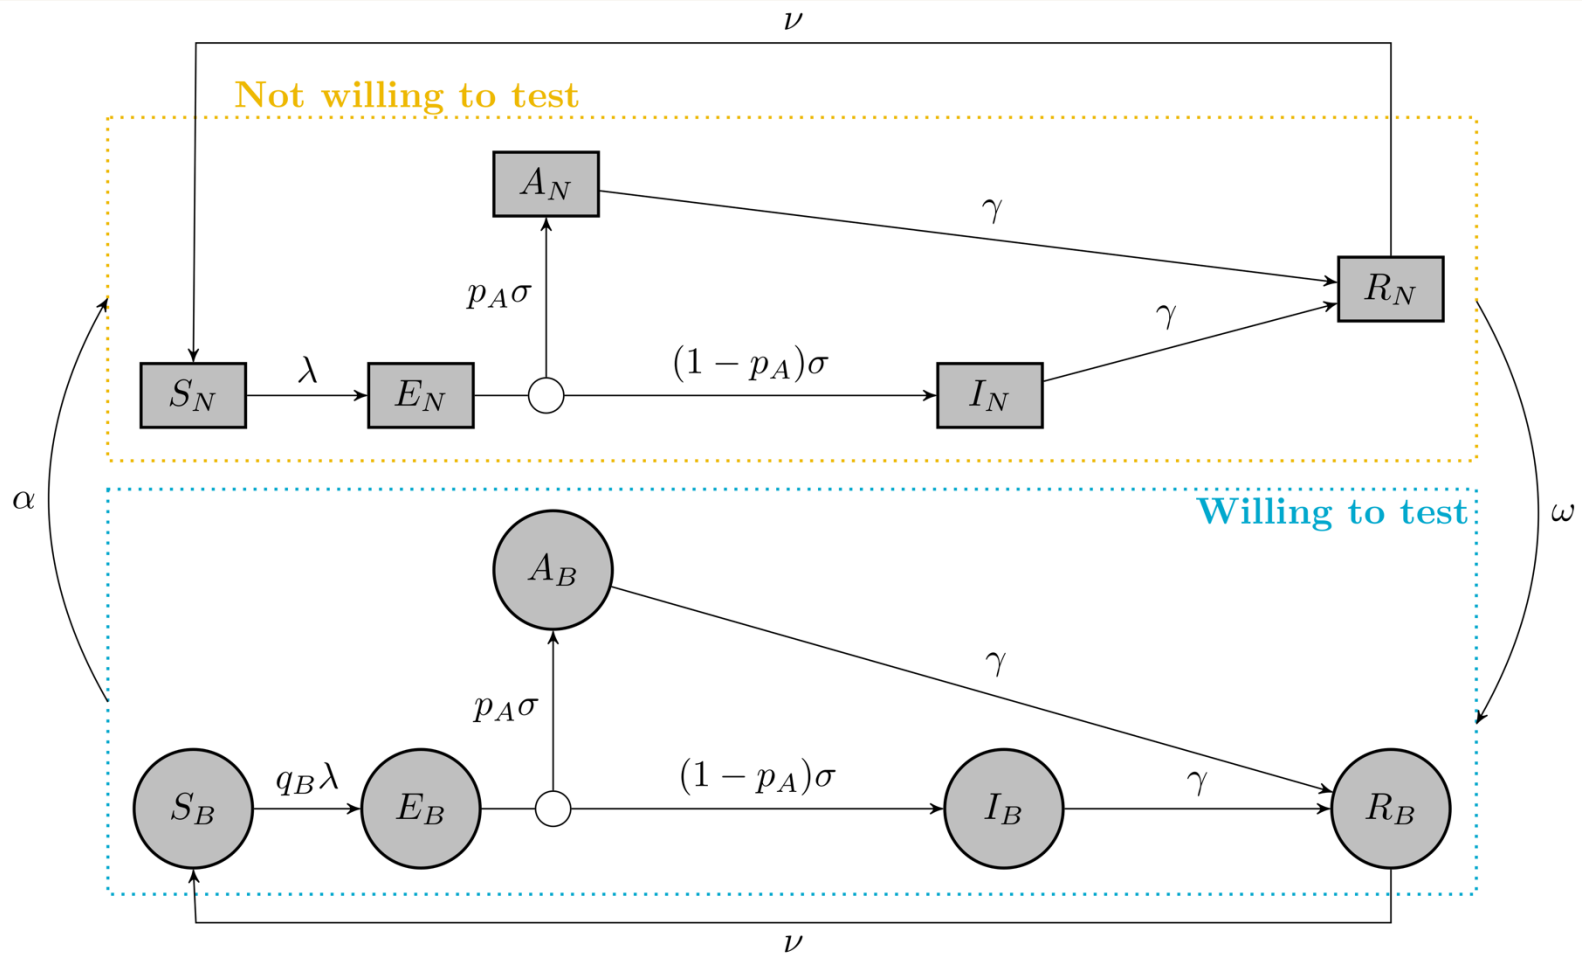 ν
Not willing to test
A_N
γ
R_N
p_Aσ
γ
S_N
λ
E_N
(1 − p_A)σ
I_N
α
Willing to test
ω
A_B
γ
p_Aσ
S_B
q_Bλ
E_B
(1 − p_A)σ
I_B
γ
R_B
ν